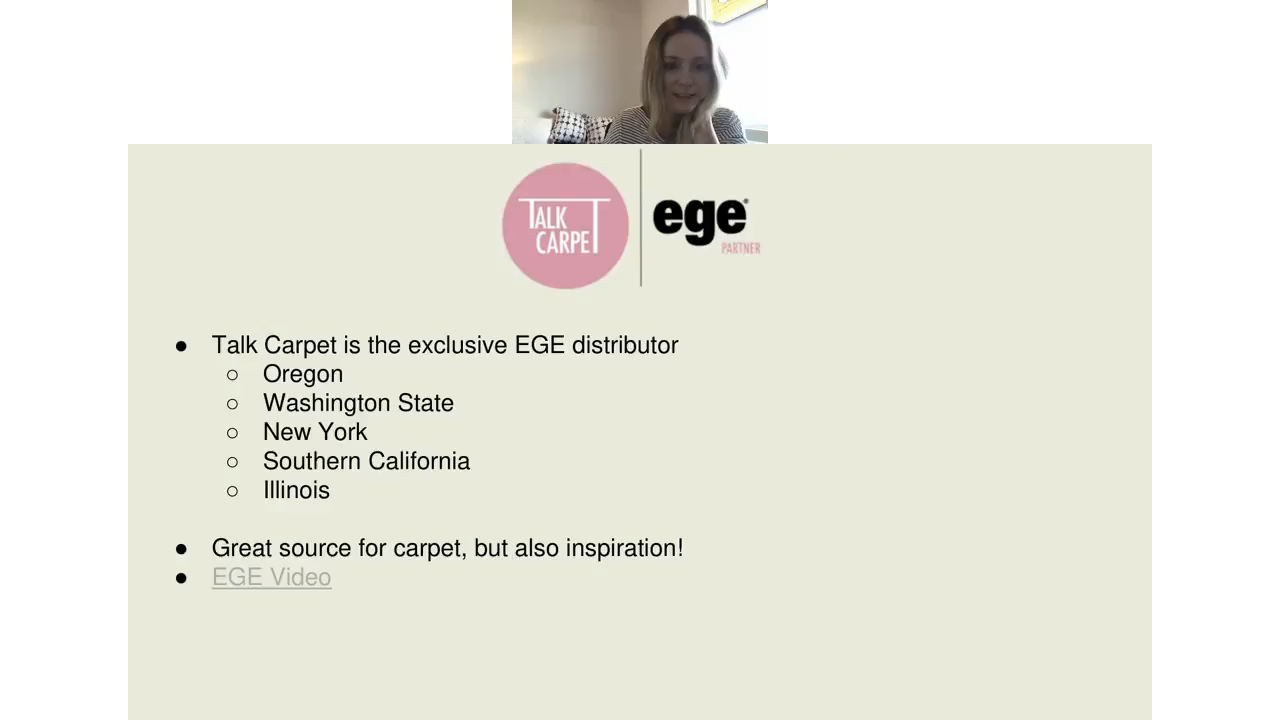 TALK
CARPET
ege®
PARTNER
● Talk Carpet is the exclusive EGE distributor
○ Oregon
○ Washington State
○ New York
○ Southern California
○ Illinois
● Great source for carpet, but also inspiration!
● EGE Video